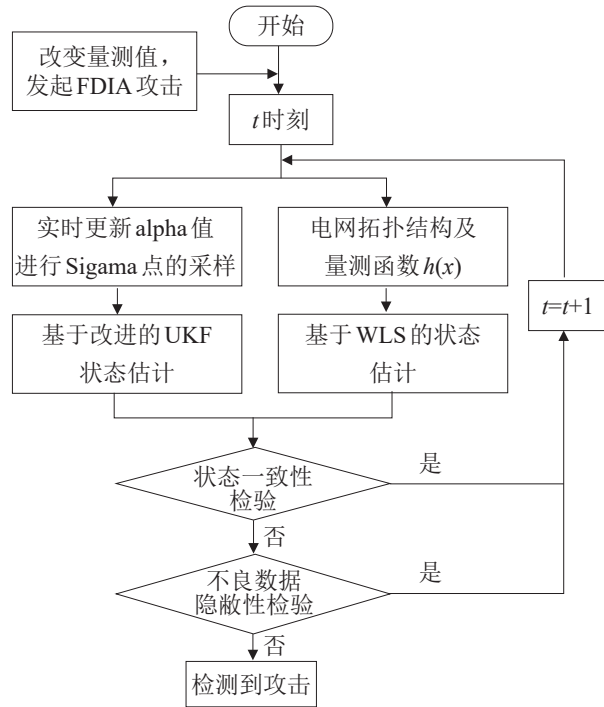 开始
改变量测值，
发起FDIA攻击
t时刻
实时更新alpha值
进行Sigama点的采样
电网拓扑结构及
量测函数h(x)
t=t+1
基于改进的UKF
状态估计
基于WLS的状态
估计
状态一致性
检验
是
否
不良数据
隐蔽性检验
是
否
检测到攻击